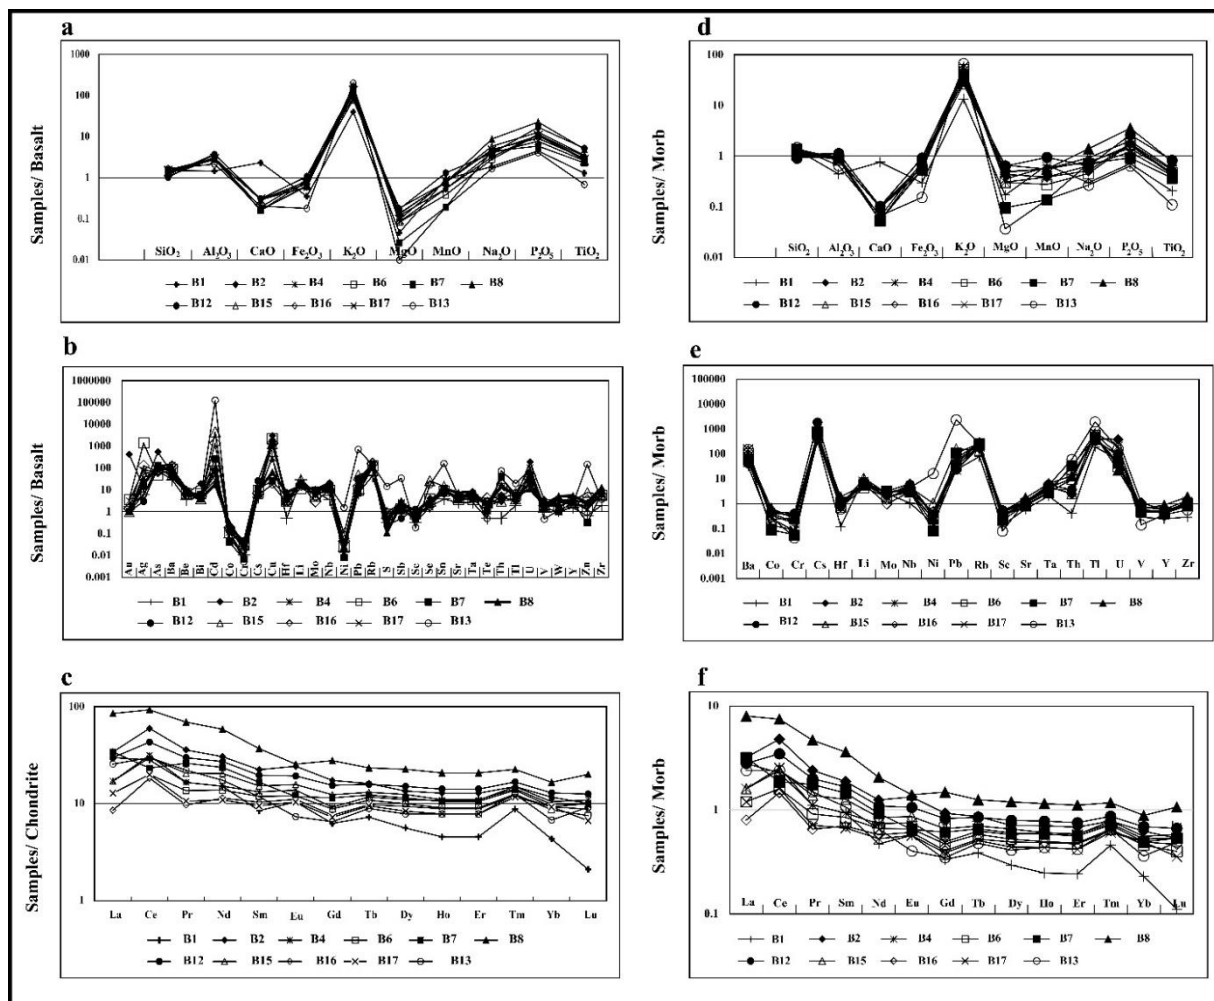 a
1000
100
10
1
0.1
0.01
Samples/ Basalt
SiO2 Al2O3 CaO Fe2O3 K2O MgO MnO Na2O P2O5 TiO2
B1 B2 B4 B6 B7 B8
B12 B15 B16 B17 B13
b
1000000
100000
10000
1000
100
10
1
0.1
0.01
0.001
Samples/ Basalt
Au Ag As Ba Be Bi Cd Co Cs Cu Hf Li Mo Nb Ni Pb Rb S Sb Sc Se Sn Sr Ta Te Th Tl U V W Y Zn Zr
B1 B2 B4 B6 B7 B8
B12 B15 B16 B17 B13
c
100
10
1
Samples/ Chondrite
La Ce Pr Nd Sm Eu Gd Tb Dy Ho Er Tm Yb Lu
B1 B2 B4 B6 B7 B8
B12 B15 B16 B17 B13
d
100
10
1
0.1
0.01
Samples/ Morb
SiO2 Al2O3 CaO Fe2O3 K2O MgO MnO Na2O P2O5 TiO2
B1 B2 B4 B6 B7 B8
B12 B15 B16 B17 B13
e
100000
10000
1000
100
10
1
0.1
0.01
0.001
Samples/ Morb
Ba Co Cr Cs Hf Li Mo Nb Ni Pb Rb Sc Sr Ta Th Tl U V Y Zr
B1 B2 B4 B6 B7 B8
B12 B15 B16 B17 B13
f
10
1
0.1
Samples/ Morb
La Ce Pr Sm Nd Eu Gd Tb Dy Ho Er Tm Yb Lu
B1 B2 B4 B6 B7 B8
B12 B15 B16 B17 B13